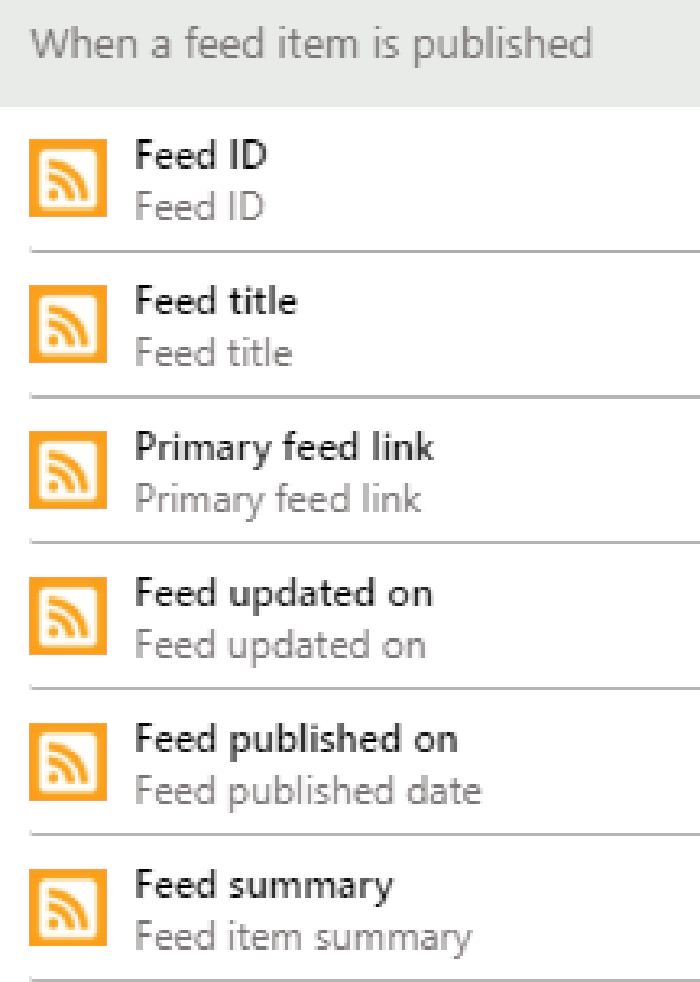 When a feed item is published
Feed ID
Feed ID
Feed title
Feed title
Primary feed link
Primary feed link
Feed updated on
Feed updated on
Feed published on
Feed published date
Feed summary
Feed item summary